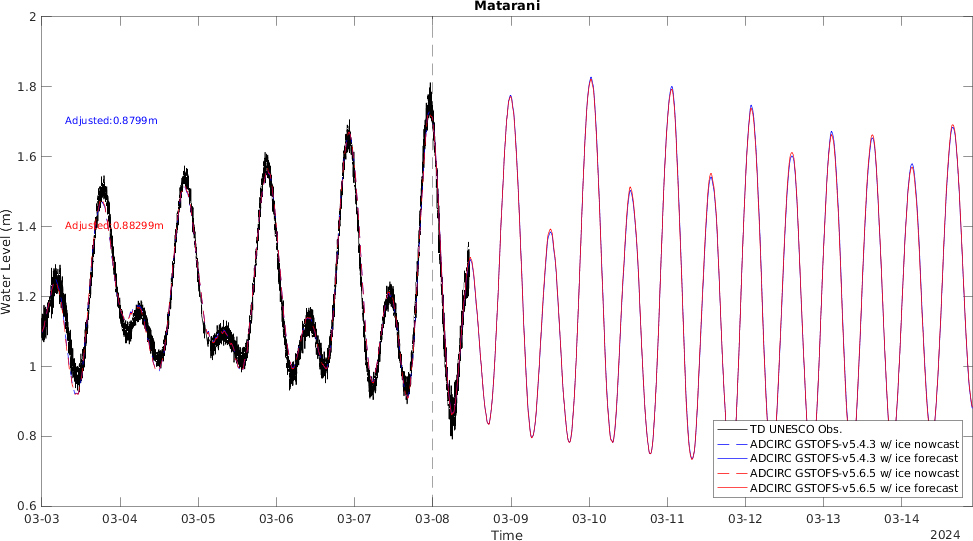 Matarani
2
1.8
1.6
1.4
1.2
1
0.8
0.6
Water Level (m)
Adjusted:0.8799m
Adjusted:0.88299m
TD UNESCO Obs.
ADCIRC GSTOFS-v5.4.3 w/ ice nowcast
ADCIRC GSTOFS-v5.4.3 w/ ice forecast
ADCIRC GSTOFS-v5.6.5 w/ ice nowcast
ADCIRC GSTOFS-v5.6.5 w/ ice forecast
03-03 03-04 03-05 03-06 03-07 03-08 03-09 03-10 03-11 03-12 03-13 03-14
Time
2024